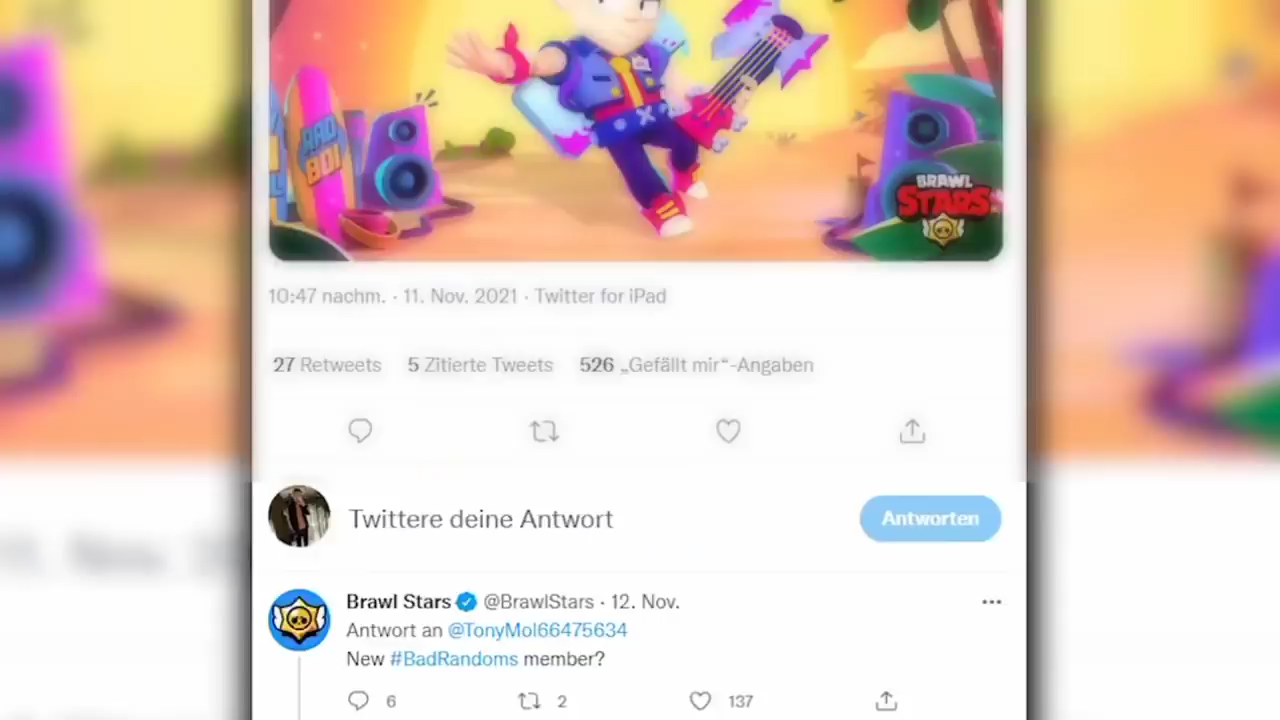 BAD
BOI
BRAWL
STARS
10:47 nachm. · 11. Nov. 2021 · Twitter for iPad
27 Retweets 5 Zitierte Tweets 526 „Gefällt mir“-Angaben
Twittere deine Antwort
Antworten
Brawl Stars @BrawlStars · 12. Nov.
Antwort an @TonyMol66475634
New #BadRandoms member?
6 2 137